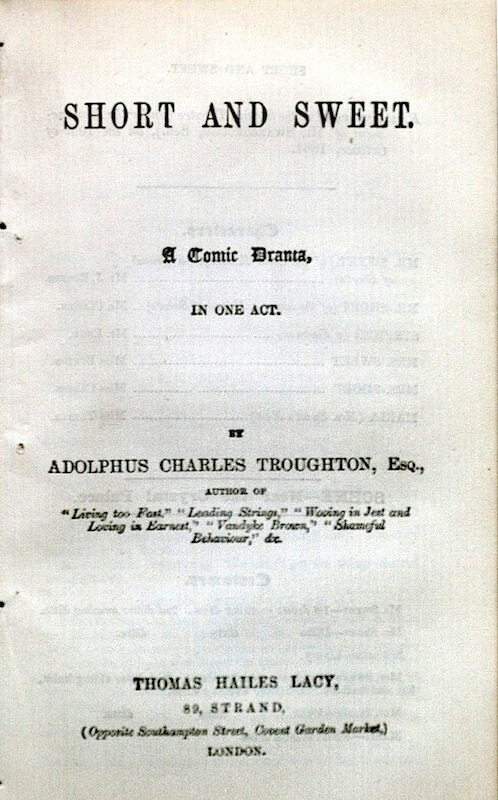 SHORT AND SWEET.
A Comic Drama,
IN ONE ACT.
BY
ADOLPHUS CHARLES TROUGHTON, ESQ.,
AUTHOR OF
"Living too Fast," "Leading Strings," "Wooing in Jest and
Loving in Earnest," "Vandyke Brown," "Shameful
Behaviour," &c.
THOMAS HAILES LACY,
89, STRAND,
(Opposite Southampton Street, Covent Garden Market,)
LONDON.